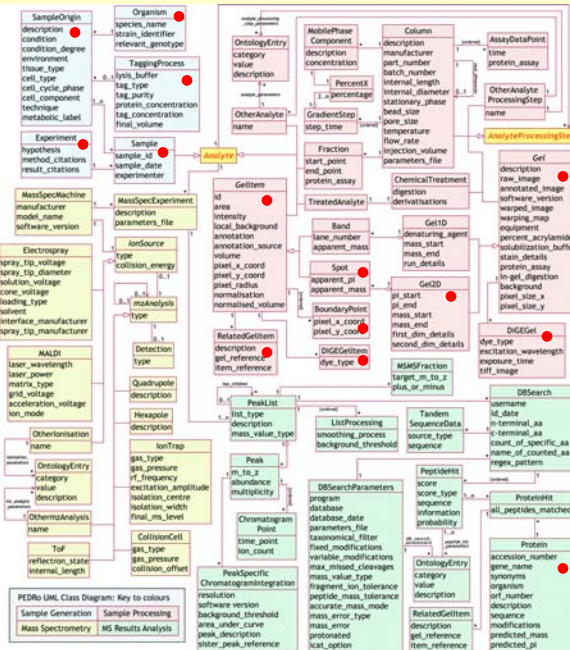 SampleOrigin
description
condition
condition_degree
environment
tissue_type
cell_type
cell_cycle_phase
cell_component
technique
metabolic_label
Organism
species_name
strain_identifier
relevant_genotype
TaggingProcess
lysis_buffer
tag_type
tag_purity
protein_concentration
tag_concentration
final_volume
Experiment
hypothesis
method_citations
result_citations
Sample
sample_id
sample_date
experimenter
Analyte
OntologyEntry
category
value
description
OtherAnalyte
name
MobilePhase
Component
description
concentration
PercentX
percentage
GradientStep
step_time
Fraction
start_point
end_point
protein_assay
TreatedAnalyte
Column
description
manufacturer
part_number
batch_number
internal_length
internal_diameter
stationary_phase
bead_size
pore_size
temperature
flow_rate
injection_volume
parameters_file
AssayDataPoint
time
protein_assay
OtherAnalyte
ProcessingStep
name
AnalyteProcessingSte
ChemicalTreatment
digestion
derivatisations
Gel
description
raw_image
annotated_image
software_version
warped_image
warping_map
equipment
percent_acrylamide
solubilization_buffe
stain_details
protein_assay
in-gel_digestion
background
pixel_size_x
pixel_size_y
MassSpecMachine
manufacturer
model_name
software_version
MassSpecExperiment
description
parameters_file
IonSource
type
collision_energy
Electrospray
spray_tip_voltage
spray_tip_diameter
solution_voltage
cone_voltage
loading_type
solvent
interface_manufacturer
spray_tip_manufacturer
mzAnalysis
type
Detection
type
GelItem
id
area
intensity
local_background
annotation
annotation_source
volume
pixel_x_coord
pixel_y_coord
pixel_radius
normalisation
normalised_volume
RelatedGelItem
description
gel_reference
item_reference
Band
lane_number
apparent_mass
Spot
apparent_pi
apparent_mass
BoundaryPoint
pixel_x_coord
pixel_y_coord
DiGEGelItem
dye_type
Gel1D
denaturing_agent
mass_start
mass_end
run_details
Gel2D
pi_start
pi_end
mass_start
mass_end
first_dim_details
second_dim_details
DiGEGel
dye_type
excitation_wavelength
exposure_time
tiff_image
MALDI
laser_wavelength
laser_power
matrix_type
grid_voltage
acceleration_voltage
ion_mode
Quadrupole
description
Hexapole
description
OtherIonisation
name
OntologyEntry
category
value
description
OthermzAnalysis
name
ToF
reflectron_state
internal_length
IonTrap
gas_type
gas_pressure
rf_frequency
excitation_amplitude
isolation_centre
isolation_width
final_ms_level
CollisionCell
gas_type
gas_pressure
collision_offset
PeakList
list_type
description
mass_value_type
Peak
m_to_z
abundance
multiplicity
Chromatogram
Point
time_point
ion_count
PeakSpecific
ChromatogramIntegration
resolution
software version
background_threshold
area_under_curve
peak_description
sister_peak_reference
MSMSFraction
target_m_to_z
plus_or_minus
ListProcessing
smoothing_process
background_threshold
Tandem
SequenceData
source_type
sequence
DBSearch
username
id_date
n-terminal_aa
c-terminal_aa
count_of_specific_aa
name_of_counted_aa
regex_pattern
DBSearchParameters
program
database
database_date
parameters_file
taxonomical_filter
fixed_modifications
variable_modifications
max_missed_cleavages
mass_value_type
fragment_ion_tolerance
peptide_mass_tolerance
accurate_mass_mode
mass_error_type
mass_error
protonated
icat_option
PeptideHit
score
score_type
sequence
information
probability
OntologyEntry
category
value
description
RelatedGelItem
description
gel_reference
item_reference
ProteinHit
all_peptides_matched
Protein
accession_number
gene_name
synonyms
organism
orf_number
description
sequence
modifications
predicted_mass
predicted_pi
PEDRo UML Class Diagram: Key to colours
Sample Generation
Sample Processing
Mass Spectrometry
MS Results Analysis